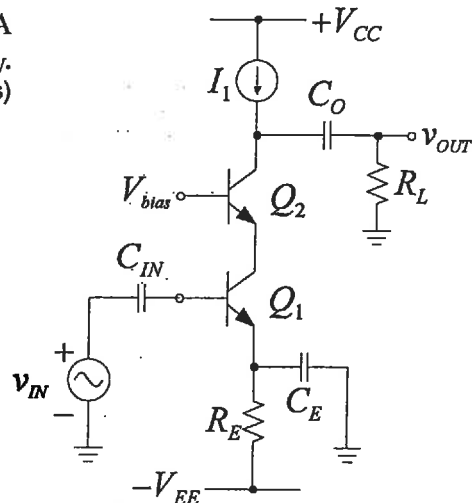 A
y.
s)
+V_CC
I_1
C_O
v_OUT
R_L
V_bias
Q_2
C_IN
Q_1
+
v_IN
−
C_E
R_E
−V_EE